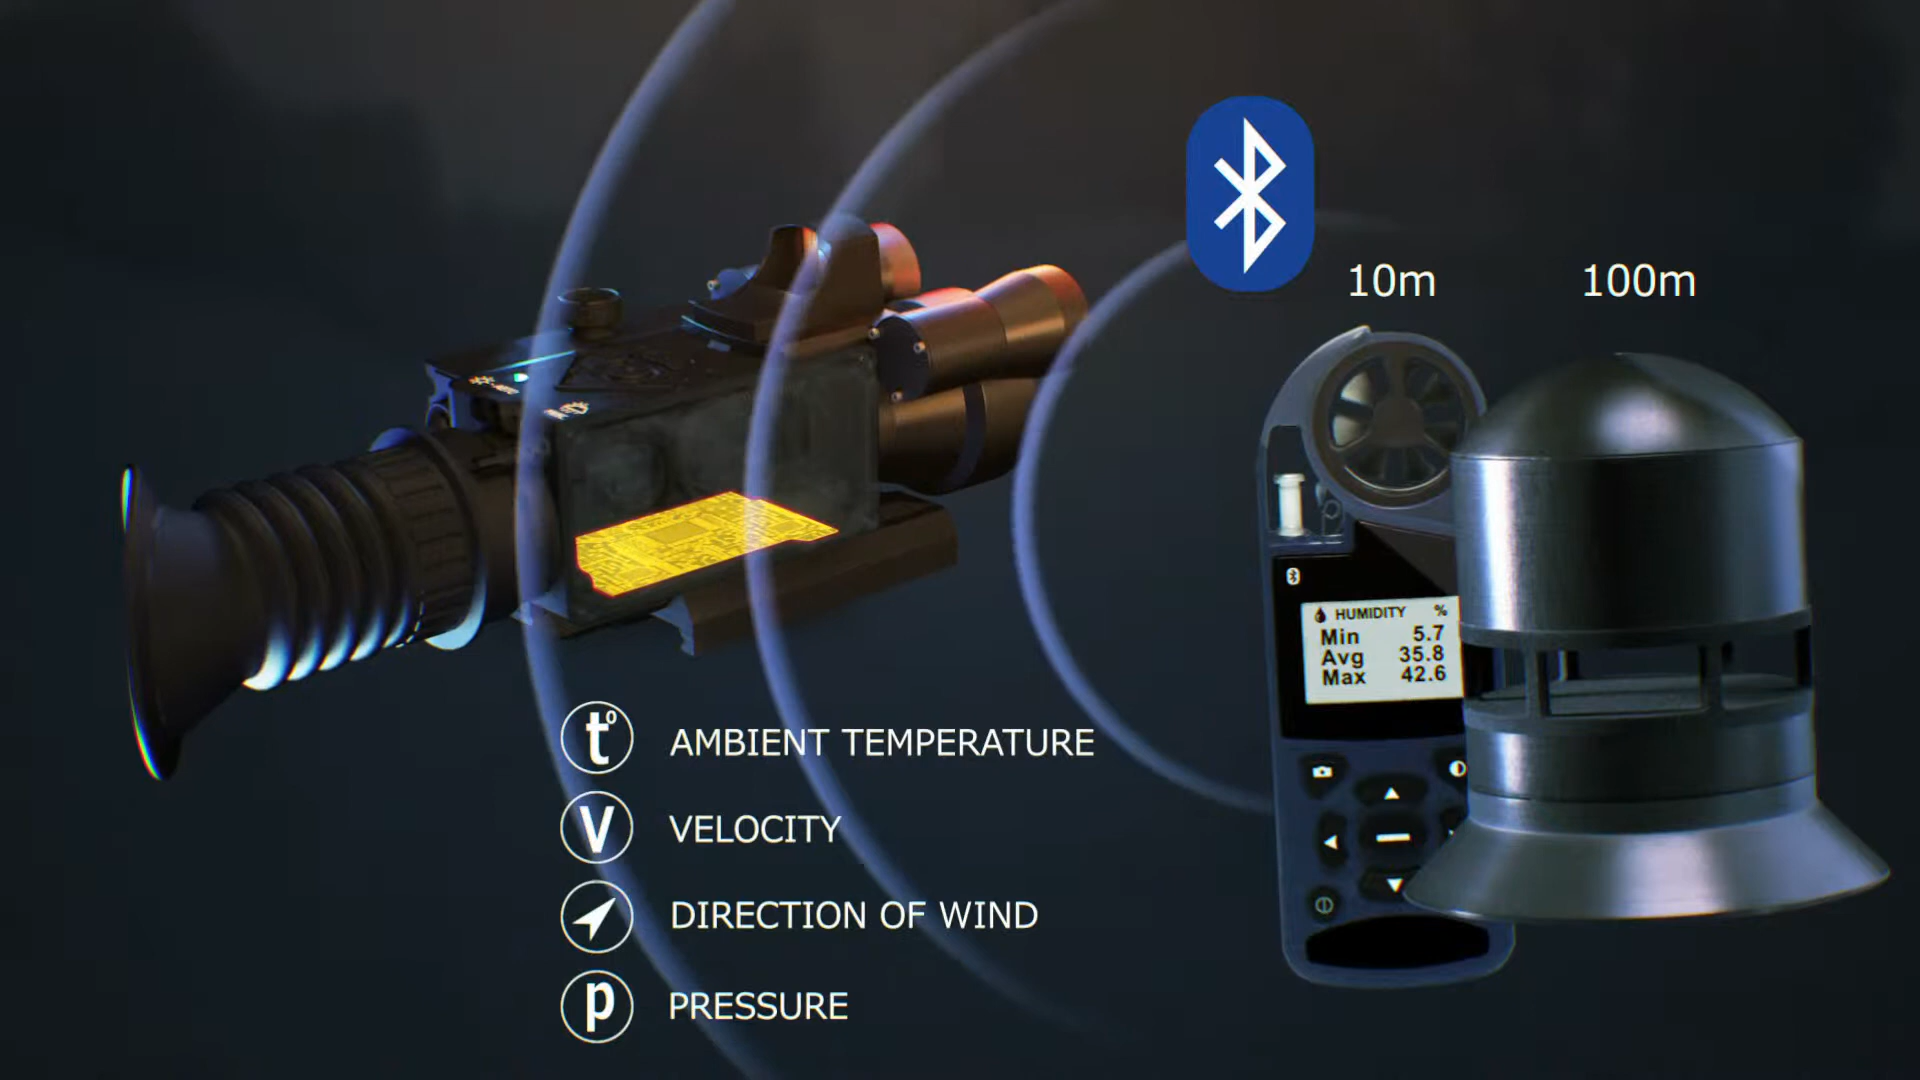 10m 100m
HUMIDITY %
Min 5.7
Avg 35.8
Max 42.6
t°
AMBIENT TEMPERATURE
V
VELOCITY
DIRECTION OF WIND
p
PRESSURE